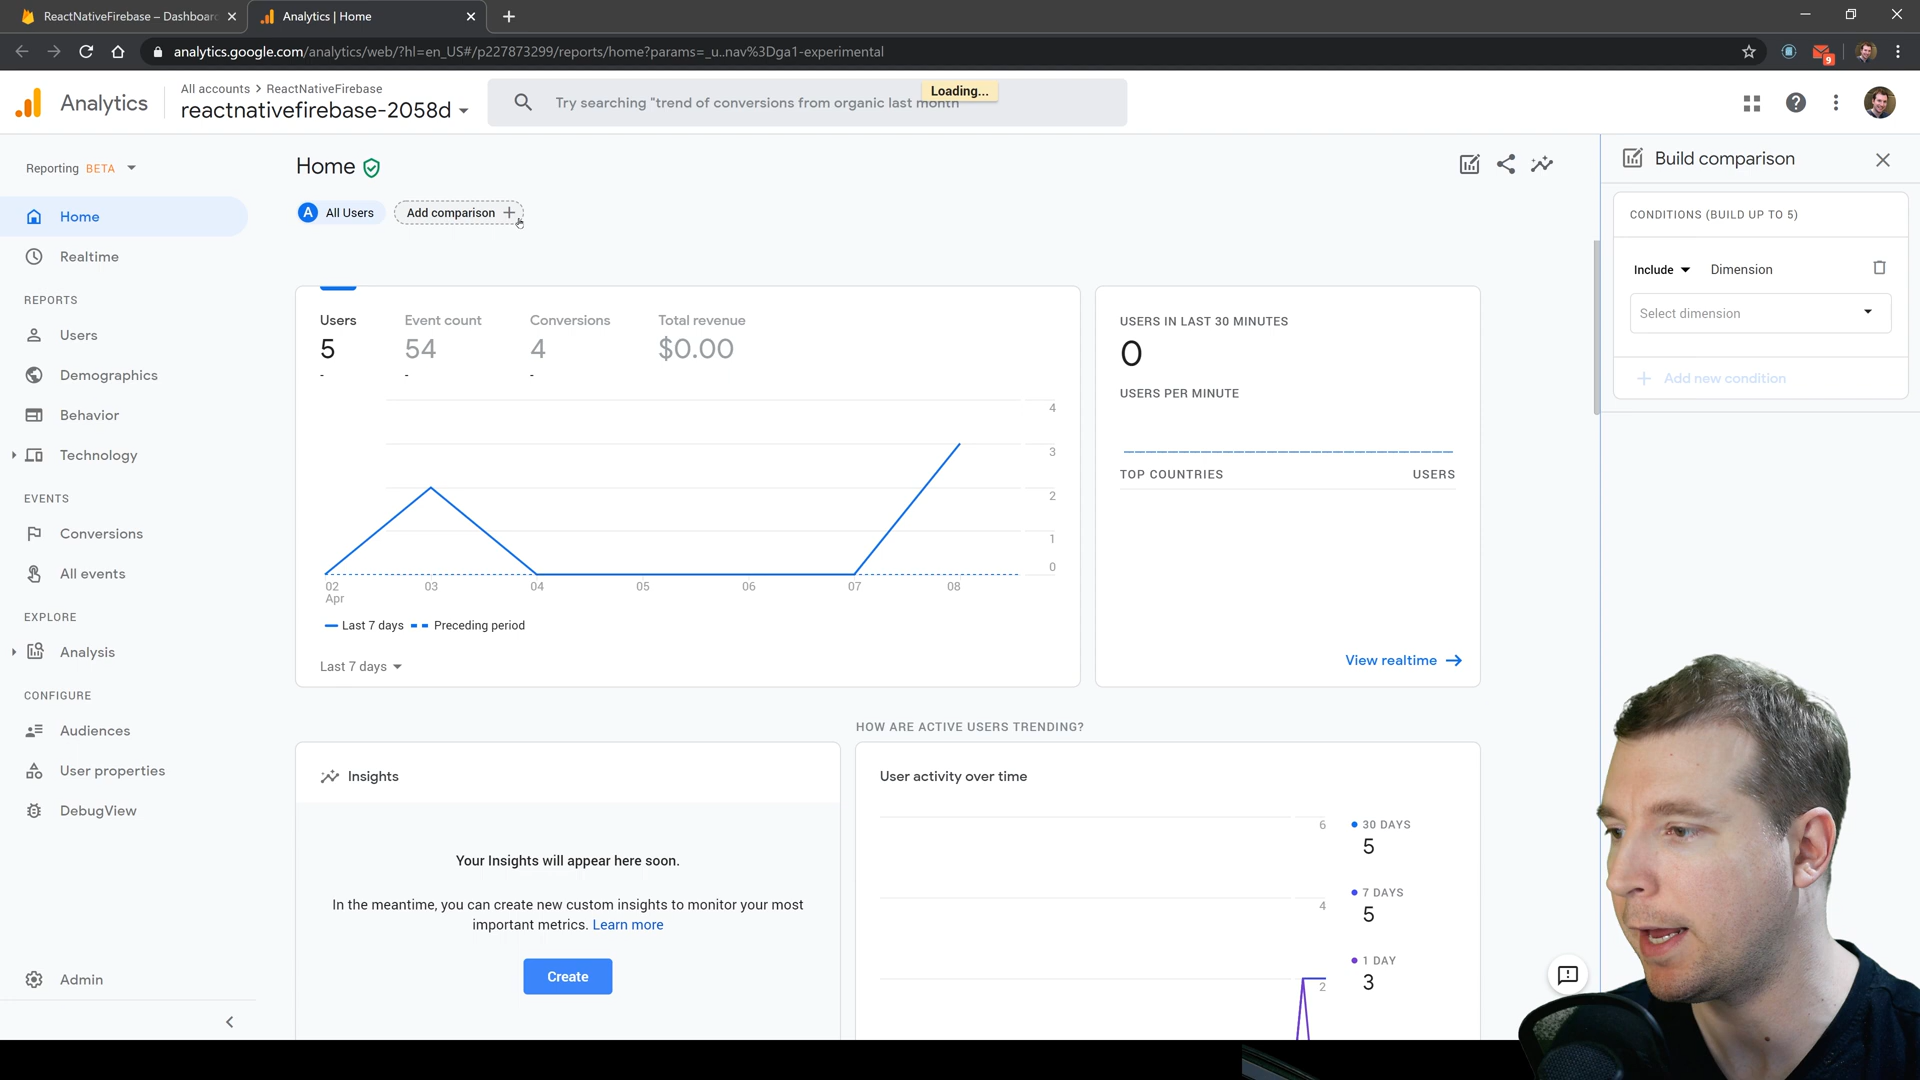 ReactNativeFirebase – Dashboar
Analytics | Home
analytics.google.com/analytics/web/?hl=en_US#/p227873299/reports/home?params=_u..nav%3Dga1-experimental
9
Analytics
All accounts > ReactNativeFirebase
reactnativefirebase-2058d
Try searching "trend of conversions from organic last month
Loading...
Reporting BETA
Home
Realtime
REPORTS
Users
Demographics
Behavior
Technology
EVENTS
Conversions
All events
EXPLORE
Analysis
CONFIGURE
Audiences
User properties
DebugView
Admin
Home
A All Users
Add comparison
Users
5
-
Event count
54
-
Conversions
4
-
Total revenue
$0.00
4
3
2
1
0
02 03 04 05 06 07 08
Apr
Last 7 days Preceding period
Last 7 days
USERS IN LAST 30 MINUTES
0
USERS PER MINUTE
TOP COUNTRIES USERS
View realtime
Insights
Your Insights will appear here soon.
In the meantime, you can create new custom insights to monitor your most
important metrics. Learn more
Create
HOW ARE ACTIVE USERS TRENDING?
User activity over time
6
4
2
30 DAYS
5
7 DAYS
5
1 DAY
3
Build comparison
CONDITIONS (BUILD UP TO 5)
Include Dimension
Select dimension
Add new condition